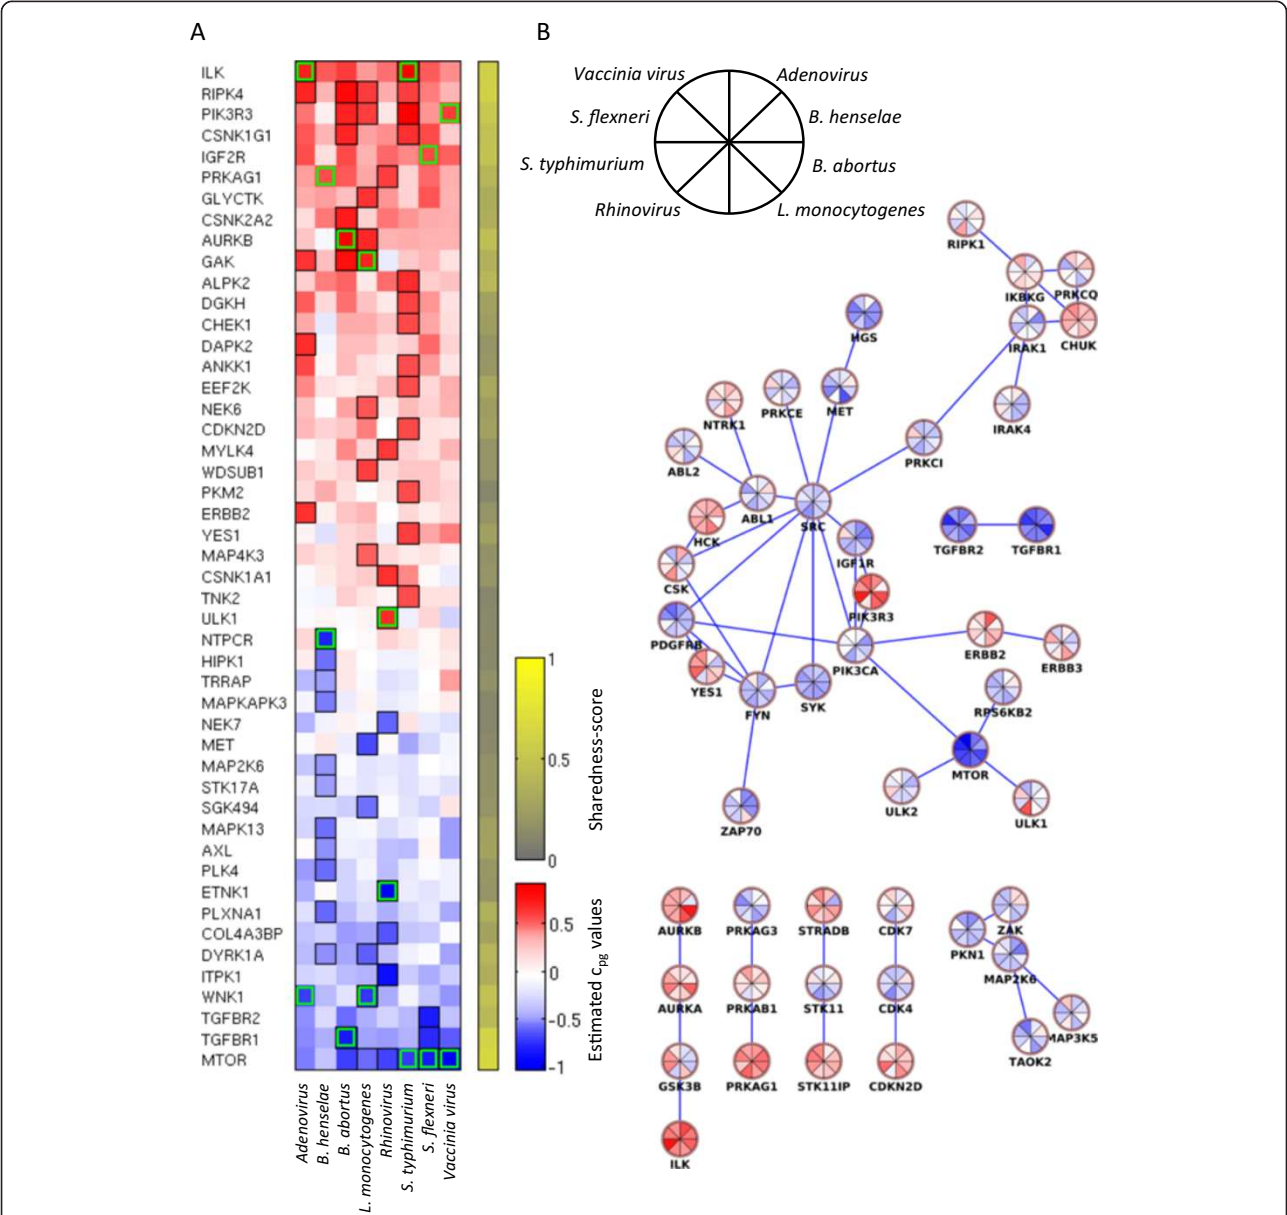 A
B
ILK
RIPK4
PIK3R3
CSNK1G1
IGF2R
PRKAG1
GLYCTK
CSNK2A2
AURKB
GAK
ALPK2
DGKH
CHEK1
DAPK2
ANKK1
EEF2K
NEK6
CDKN2D
MYLK4
WDSUB1
PKM2
ERBB2
YES1
MAP4K3
CSNK1A1
TNK2
ULK1
NTPCR
HIPK1
TRRAP
MAPKAPK3
NEK7
MET
MAP2K6
STK17A
SGK494
MAPK13
AXL
PLK4
ETNK1
PLXNA1
COL4A3BP
DYRK1A
ITPK1
WNK1
TGFBR2
TGFBR1
MTOR
Adenovirus
B. henselae
B. abortus
L. monocytogenes
Rhinovirus
S. typhimurium
S. flexneri
Vaccinia virus
1
0.5
0
Sharedness-score
0.5
0
-0.5
-1
Estimated cpg values
Vaccinia virus
Adenovirus
S. flexneri
B. henselae
S. typhimurium
B. abortus
Rhinovirus
L. monocytogenes
RIPK1
IKBKG
PRKCQ
IRAK1
CHUK
IRAK4
HGS
MET
PRKCE
NTRK1
ABL2
PRKCI
ABL1
SRC
HCK
IGF1R
CSK
TGFBR2
TGFBR1
PIK3R3
PDGFRB
PIK3CA
ERBB2
ERBB3
YES1
FYN
SYK
RPS6KB2
MTOR
ULK2
ULK1
ZAP70
AURKB
PRKAG3
STRADB
CDK7
ZAK
PKN1
MAP2K6
AURKA
PRKAB1
STK11
CDK4
MAP3K5
TAOK2
GSK3B
PRKAG1
STK11IP
CDKN2D
ILK